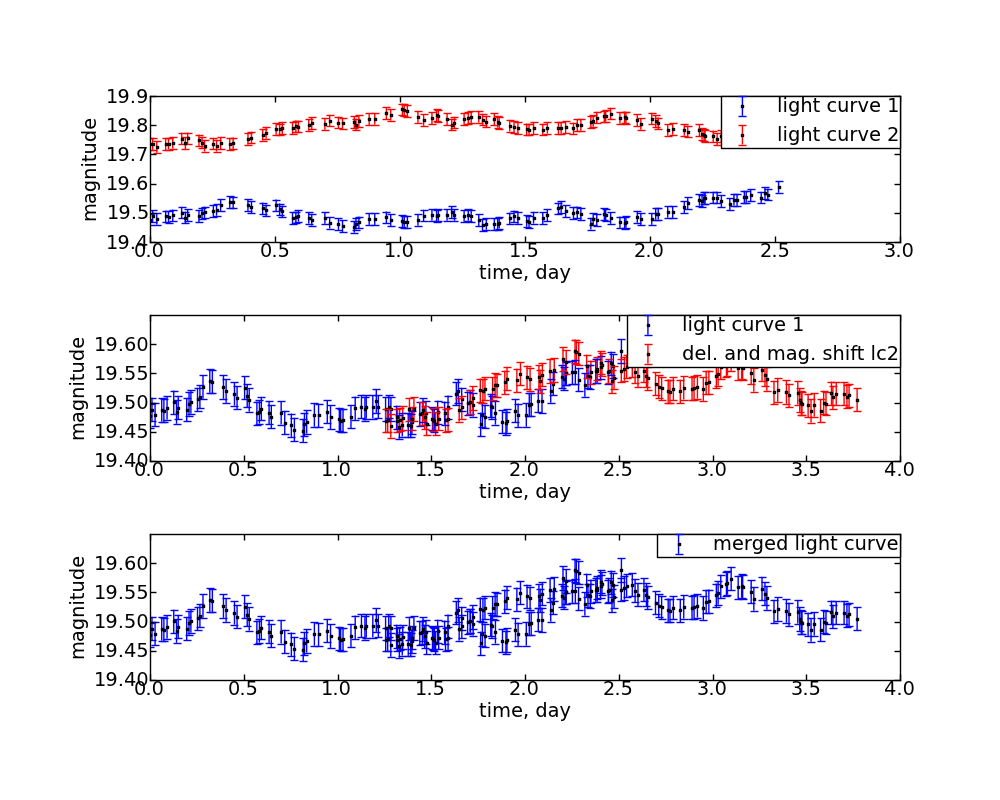 19.9
19.8
19.7
19.6
19.5
19.4
magnitude
light curve 1
light curve 2
0.0 0.5 1.0 1.5 2.0 2.5 3.0
time, day
19.60
19.55
19.50
19.45
19.40
magnitude
light curve 1
del. and mag. shift lc2
0.0 0.5 1.0 1.5 2.0 2.5 3.0 3.5 4.0
time, day
19.60
19.55
19.50
19.45
19.40
magnitude
merged light curve
0.0 0.5 1.0 1.5 2.0 2.5 3.0 3.5 4.0
time, day